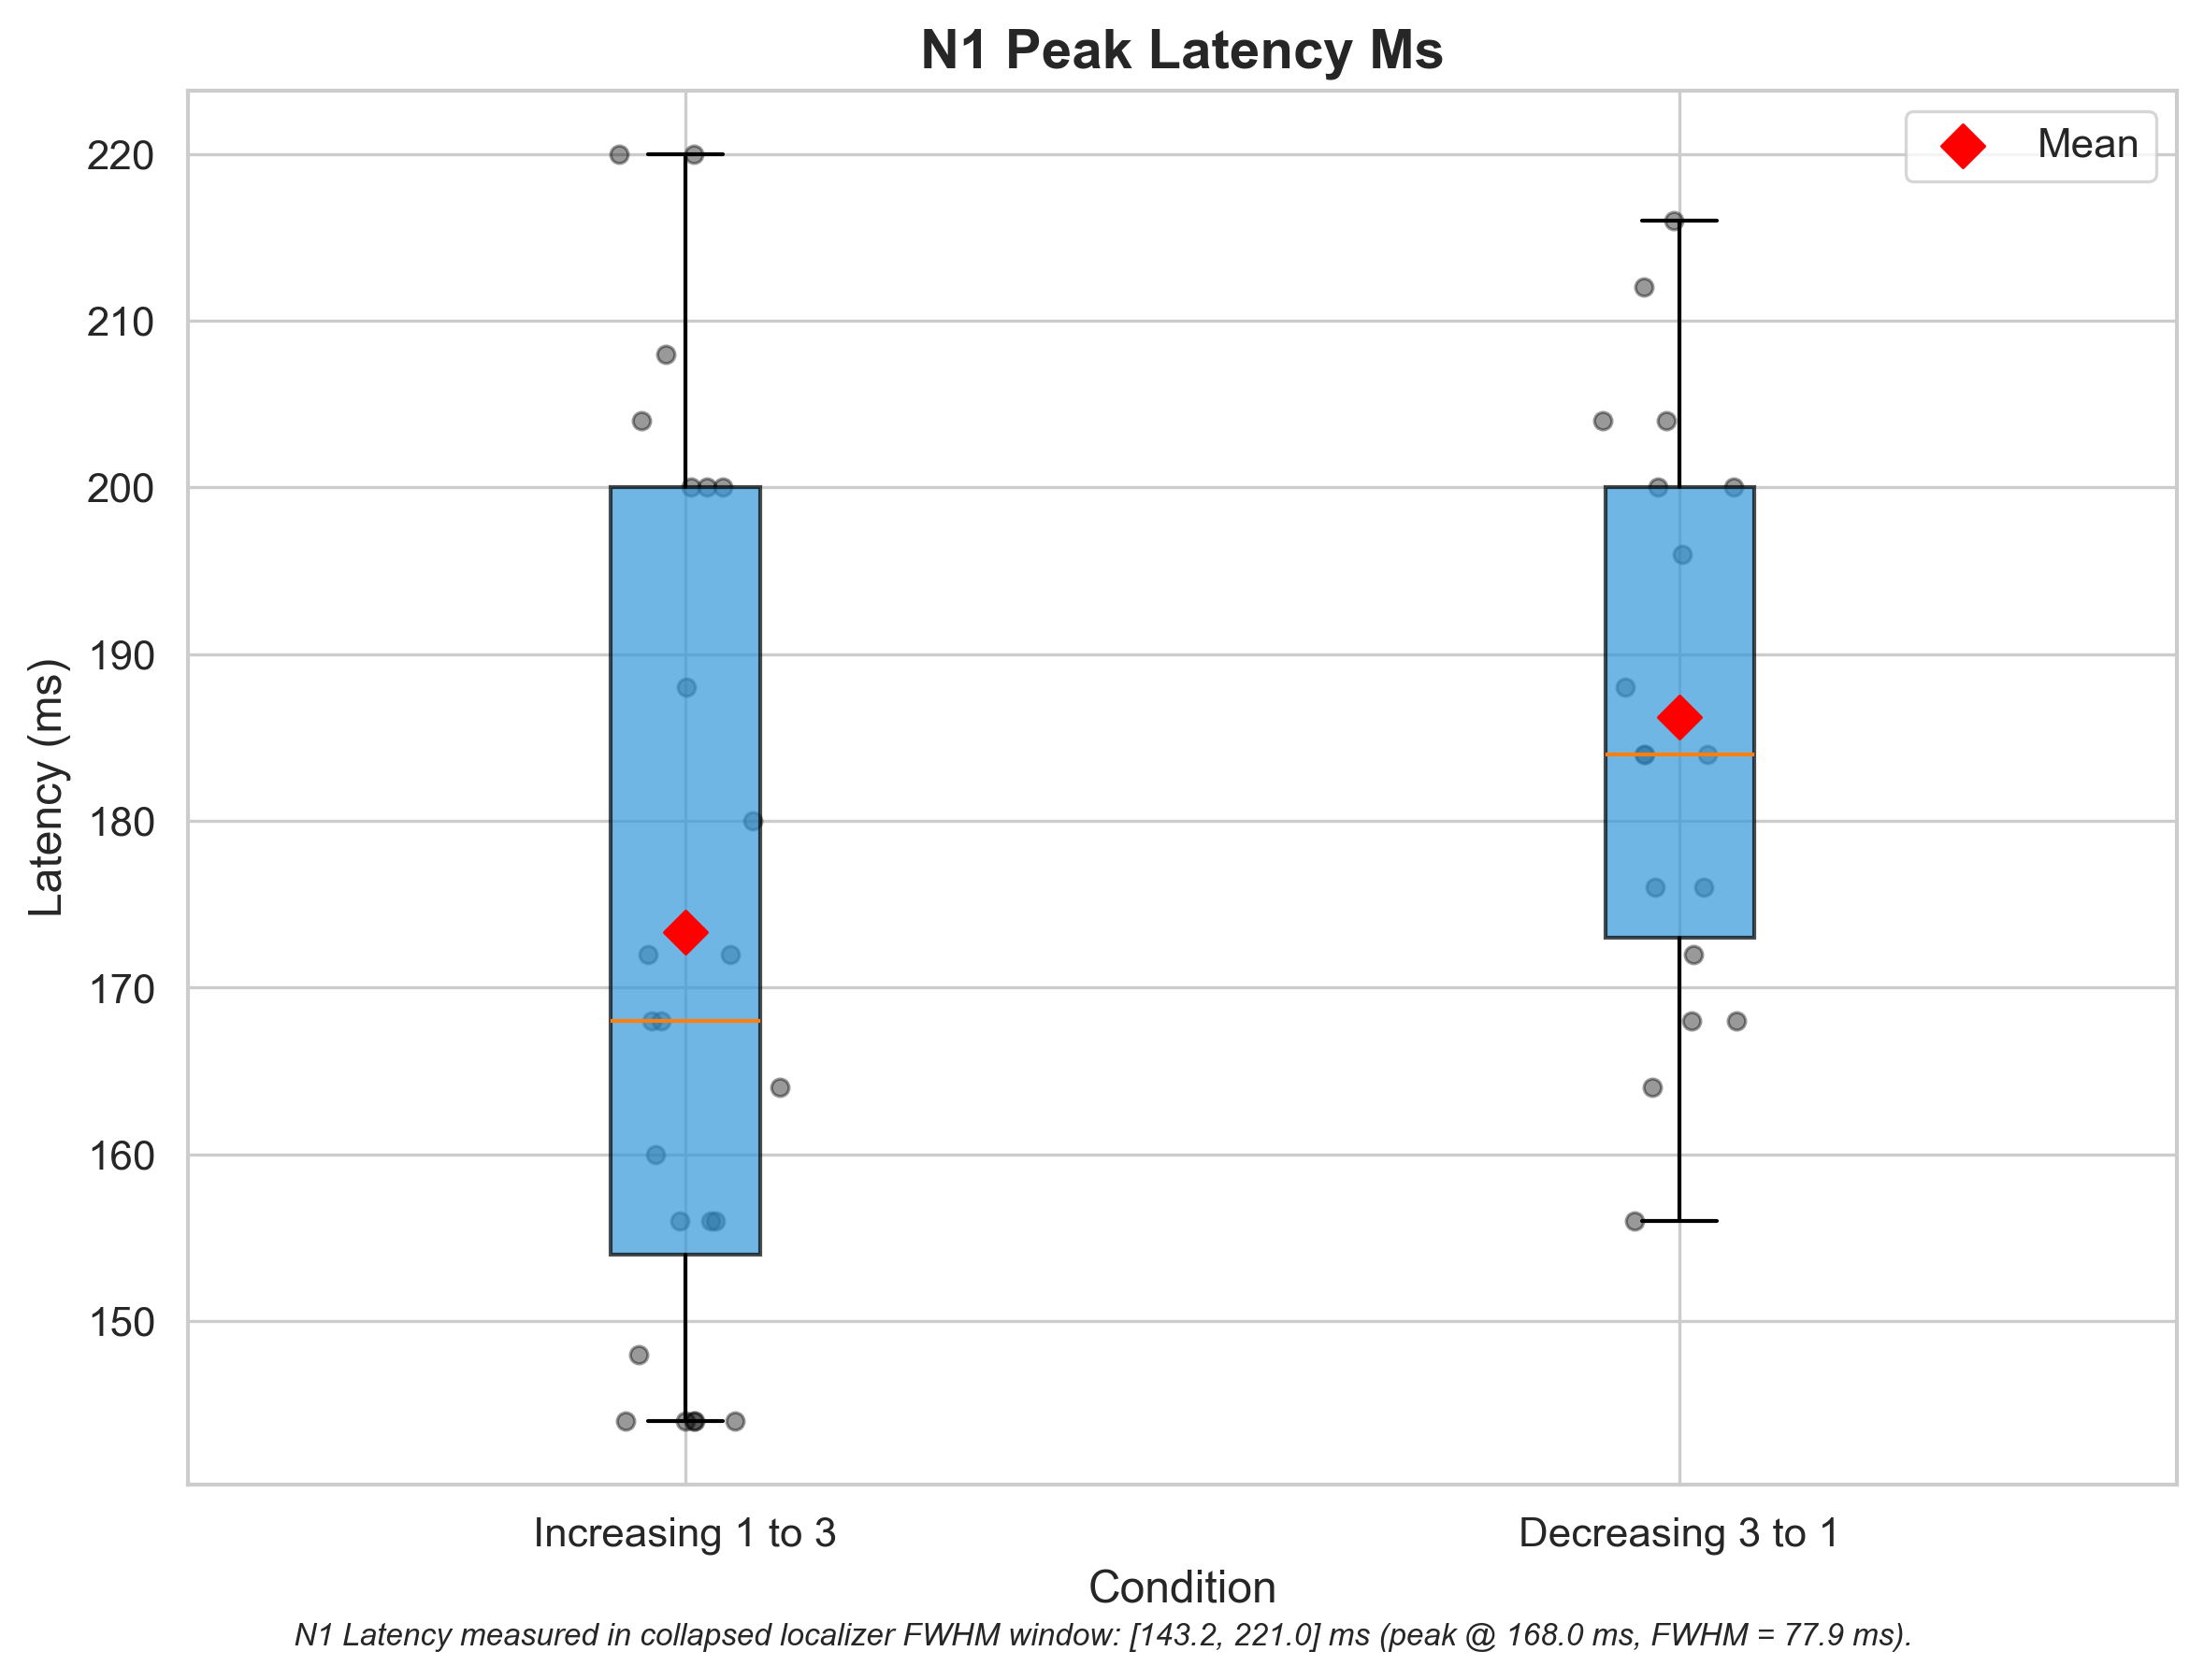 N1 Peak Latency Ms
Mean
220
210
200
190
180
170
160
150
Latency (ms)
Increasing 1 to 3
Decreasing 3 to 1
Condition
N1 Latency measured in collapsed localizer FWHM window: [143.2, 221.0] ms (peak @ 168.0 ms, FWHM = 77.9 ms).